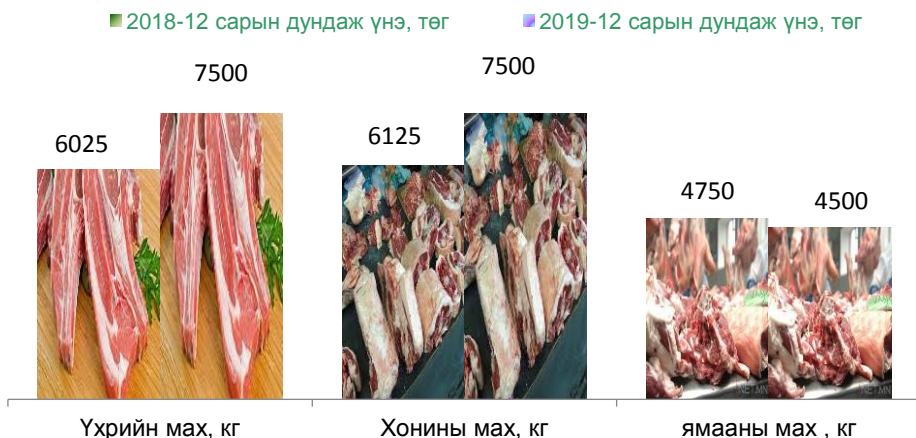 2018-12 сарын дундаж үнэ, төг
2019-12 сарын дундаж үнэ, төг
6025
7500
6125
7500
4750
4500
Үхрийн мах, кг
Хонины мах, кг
ямааны мах , кг